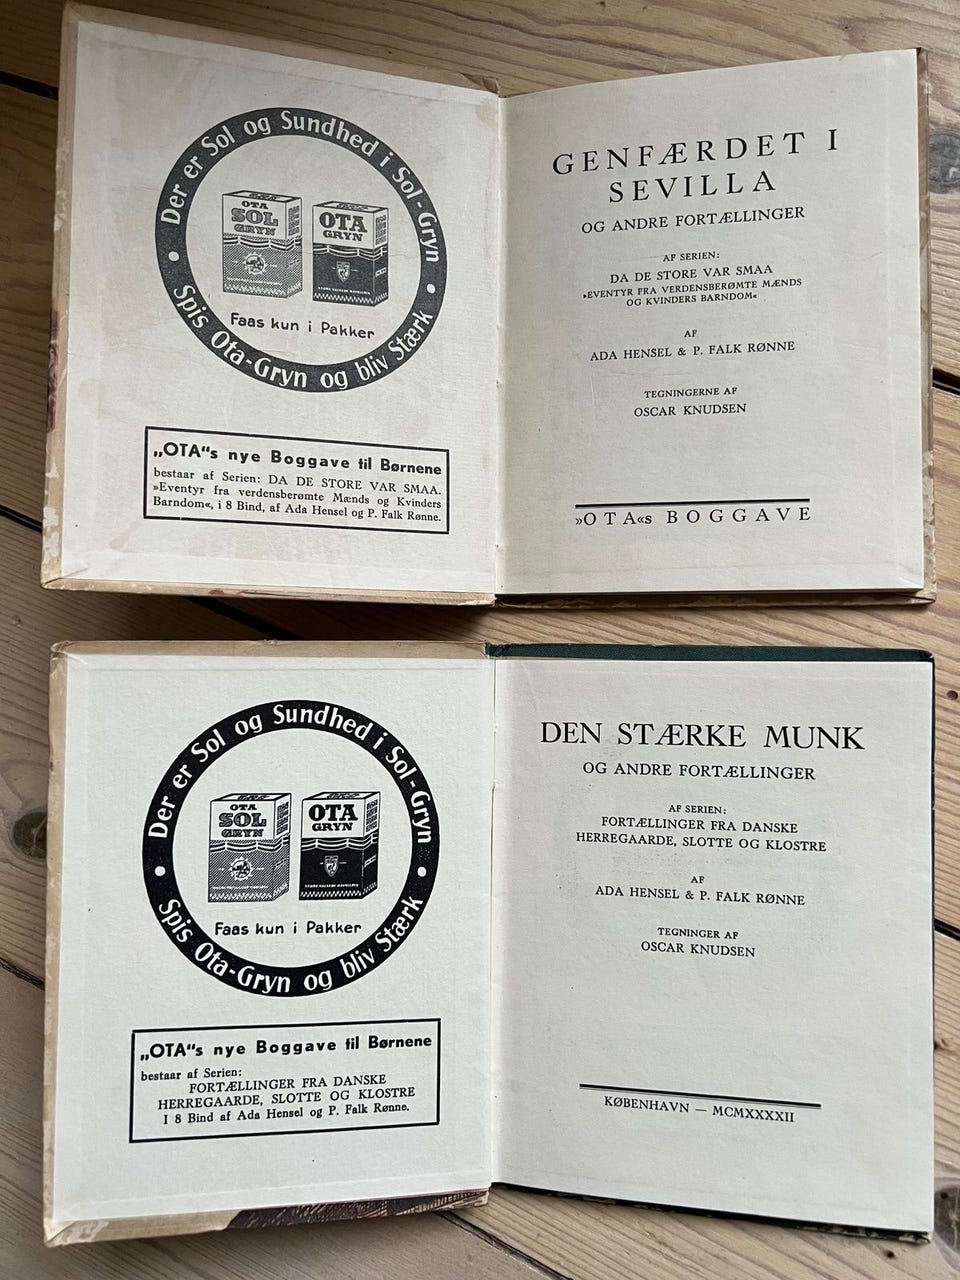 Der er Sol og Sundhed i Sol-Gryn
OTA
SOL
GRYN
OTA
GRYN
Faas kun i Pakker
Spis Ota-Gryn og bliv Stærk
„OTA“s nye Boggave til Børnene
bestaar af Serien: DA DE STORE VAR SMAA.
»Eventyr fra verdensberømte Mænds og Kvinders
Barndom«, i 8 Bind, af Ada Hensel og P. Falk Rønne.
GENFÆRDET I
SEVILLA
OG ANDRE FORTÆLLINGER
AF SERIEN:
DA DE STORE VAR SMAA
»EVENTYR FRA VERDENSBERØMTE MÆNDS
OG KVINDERS BARNDOM«
AF
ADA HENSEL & P. FALK RØNNE
TEGNINGERNE AF
OSCAR KNUDSEN
»OTA«s BOGGAVE
Der er Sol og Sundhed i Sol-Gryn
OTA
SOL
GRYN
OTA
GRYN
Faas kun i Pakker
Spis Ota-Gryn og bliv Stærk
„OTA“s nye Boggave til Børnene
bestaar af Serien:
FORTÆLLINGER FRA DANSKE
HERREGAARDE, SLOTTE OG KLOSTRE
I 8 Bind af Ada Hensel og P. Falk Rønne.
DEN STÆRKE MUNK
OG ANDRE FORTÆLLINGER
AF SERIEN:
FORTÆLLINGER FRA DANSKE
HERREGAARDE, SLOTTE OG KLOSTRE
AF
ADA HENSEL & P. FALK RØNNE
TEGNINGER AF
OSCAR KNUDSEN
KØBENHAVN — MCMXXXXII